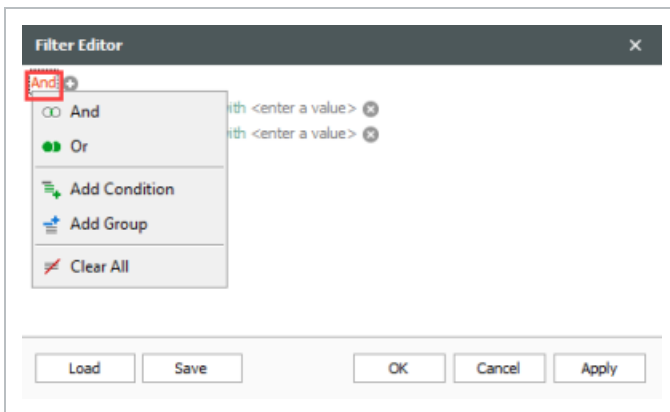 Filter Editor
And
And
ith <enter a value>
Or
ith <enter a value>
Add Condition
Add Group
Clear All
Load Save OK Cancel Apply